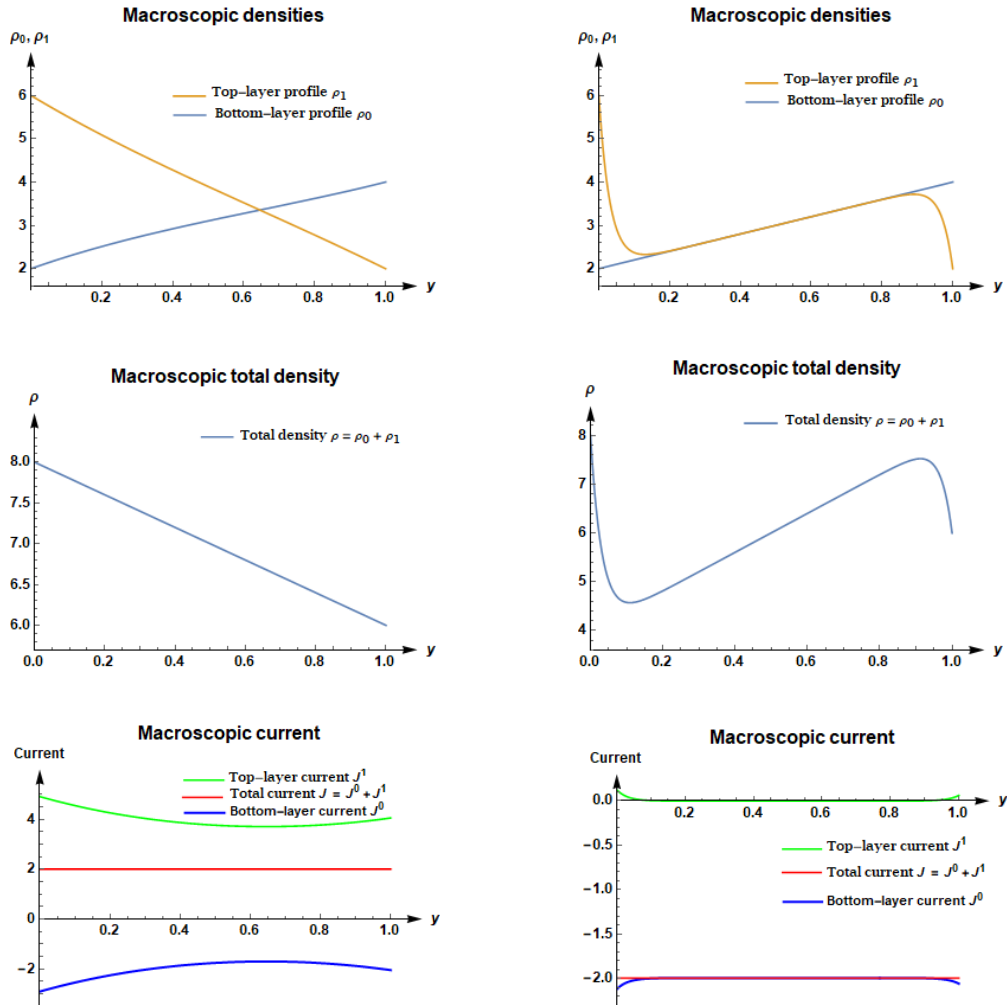 Macroscopic densities
ρ0, ρ1
Top-layer profile ρ1
Bottom-layer profile ρ0
6
5
4
3
2
0.2 0.4 0.6 0.8 1.0 y
Macroscopic densities
ρ0, ρ1
Top-layer profile ρ1
Bottom-layer profile ρ0
6
5
4
3
2
0.2 0.4 0.6 0.8 1.0 y
Macroscopic total density
ρ
Total density ρ = ρ0 + ρ1
8.0
7.5
7.0
6.5
6.0
0.0 0.2 0.4 0.6 0.8 1.0 y
Macroscopic total density
ρ
Total density ρ = ρ0 + ρ1
8
7
6
5
4
0.0 0.2 0.4 0.6 0.8 1.0 y
Macroscopic current
Current
Top-layer current J^1
Total current J = J^0 + J^1
Bottom-layer current J^0
4
2
0
0.2 0.4 0.6 0.8 1.0 y
-2
Macroscopic current
Current
0.0
0.2 0.4 0.6 0.8 1.0 y
-0.5
Top-layer current J^1
Total current J = J^0 + J^1
-1.0
Bottom-layer current J^0
-1.5
-2.0